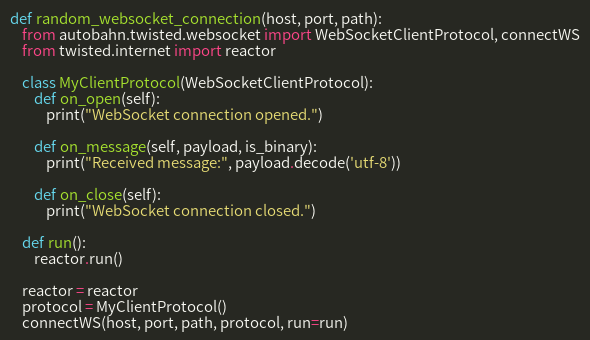 def random_websocket_connection(host, port, path):
from autobahn.twisted.websocket import WebSocketClientProtocol, connectWS
from twisted.internet import reactor
class MyClientProtocol(WebSocketClientProtocol):
def on_open(self):
print("WebSocket connection opened.")
def on_message(self, payload, is_binary):
print("Received message:", payload.decode('utf-8'))
def on_close(self):
print("WebSocket connection closed.")
def run():
reactor.run()
reactor = reactor
protocol = MyClientProtocol()
connectWS(host, port, path, protocol, run=run)